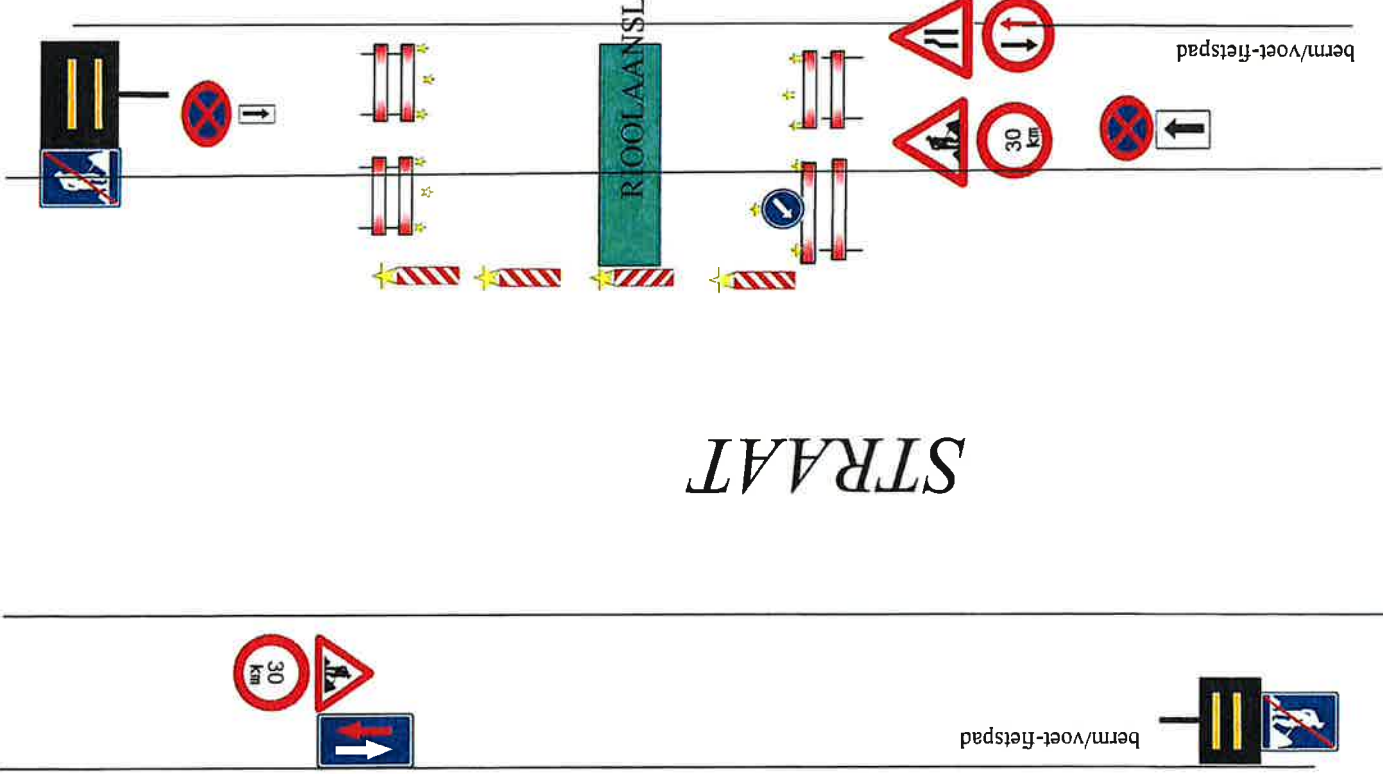 RIOOLAANSL
berm/voet-fietspad
30
km
STRAAT
30
km
berm/voet-fietspad